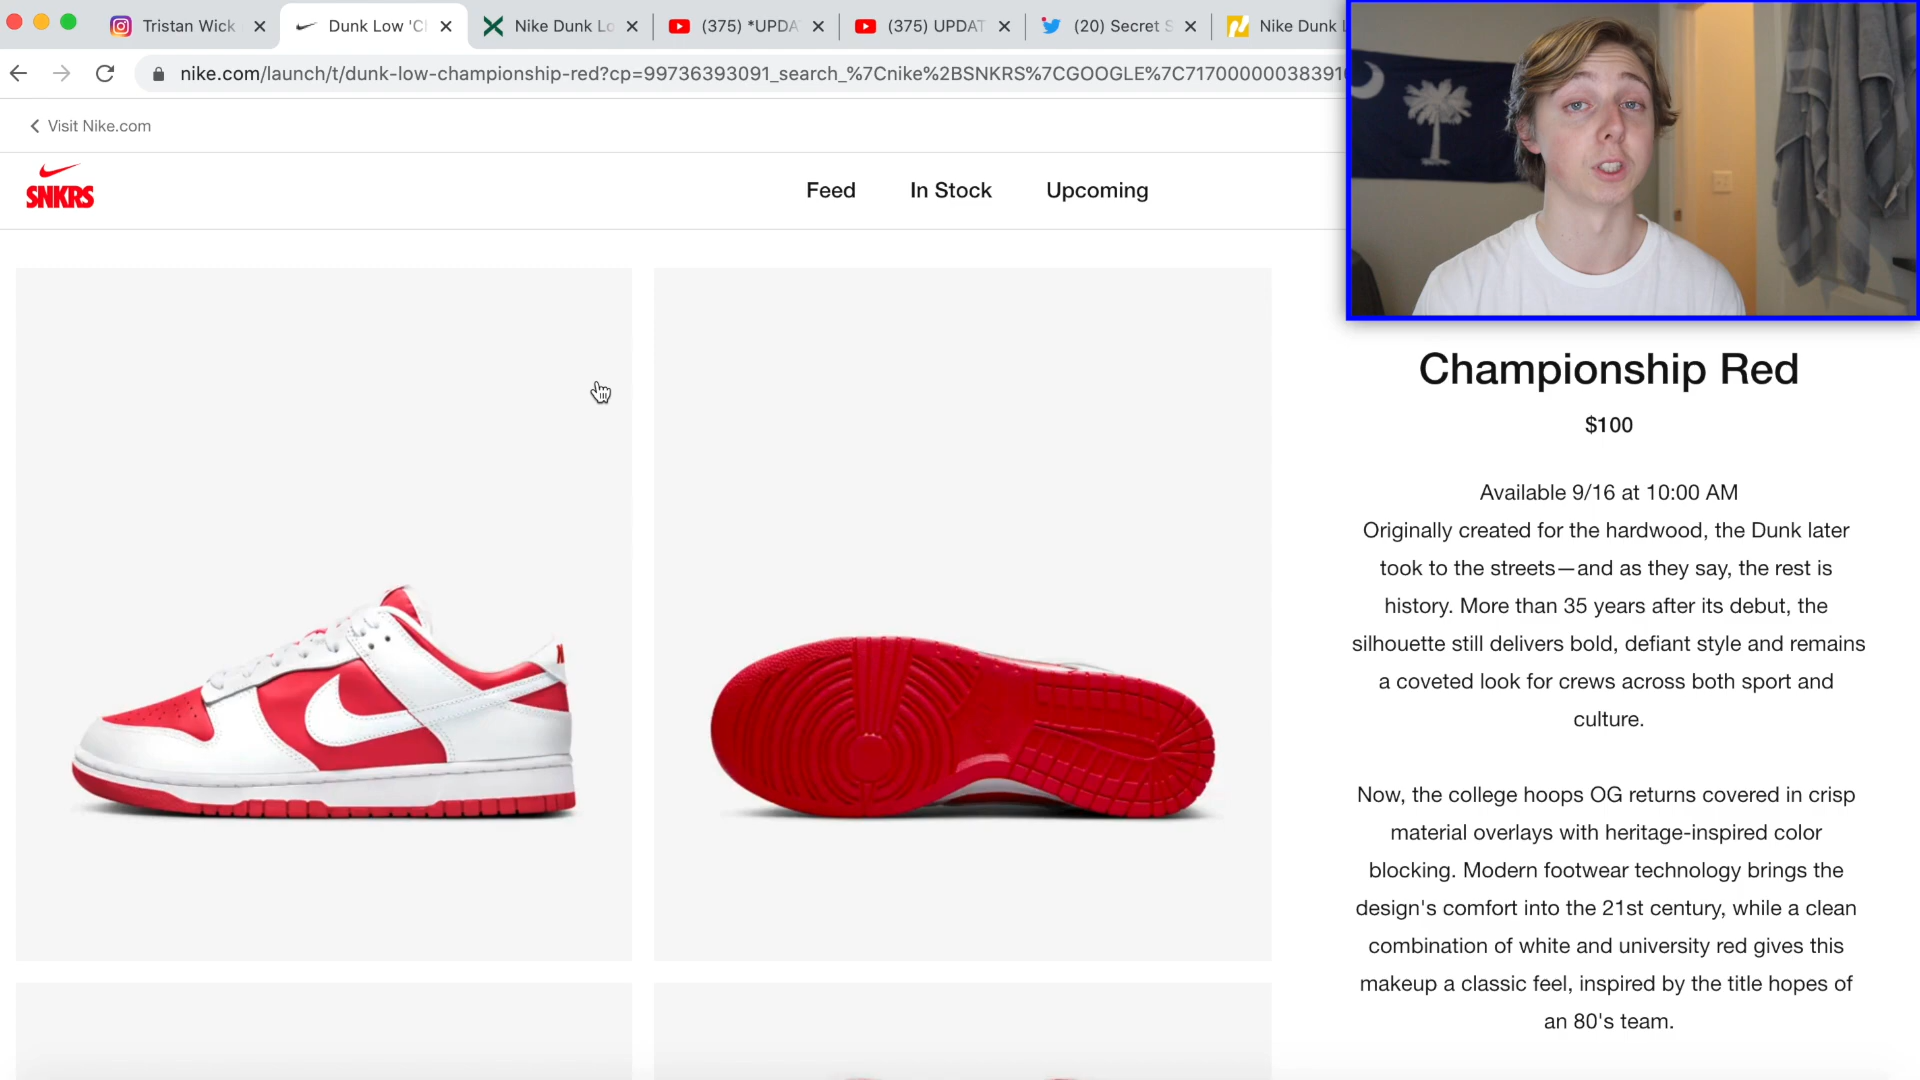 Tristan Wick
Dunk Low 'C
Nike Dunk Lo
(375) *UPDA
(375) UPDAT
(20) Secret S
Nike Dunk L
nike.com/launch/t/dunk-low-championship-red?cp=99736393091_search_%7Cnike%2BSNKRS%7CGOOGLE%7C7170000003839
Visit Nike.com
SNKRS
Feed
In Stock
Upcoming
Championship Red
$100
Available 9/16 at 10:00 AM
Originally created for the hardwood, the Dunk later
took to the streets—and as they say, the rest is
history. More than 35 years after its debut, the
silhouette still delivers bold, defiant style and remains
a coveted look for crews across both sport and
culture.
Now, the college hoops OG returns covered in crisp
material overlays with heritage-inspired color
blocking. Modern footwear technology brings the
design's comfort into the 21st century, while a clean
combination of white and university red gives this
makeup a classic feel, inspired by the title hopes of
an 80's team.